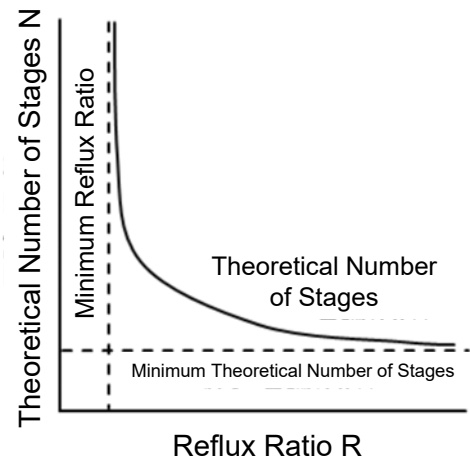 Theoretical Number of Stages N
Minimum Reflux Ratio
Theoretical Number
of Stages
Minimum Theoretical Number of Stages
Reflux Ratio R